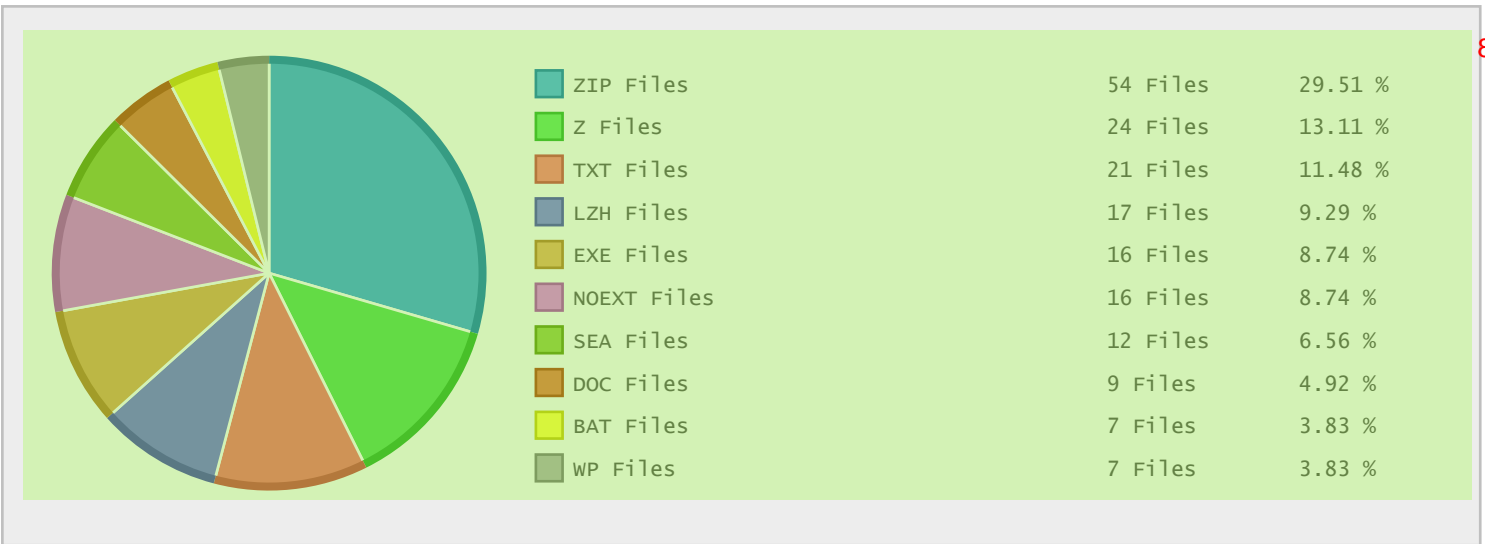 ZIP Files 54 Files 29.51 %
Z Files 24 Files 13.11 %
TXT Files 21 Files 11.48 %
LZH Files 17 Files 9.29 %
EXE Files 16 Files 8.74 %
NOEXT Files 16 Files 8.74 %
SEA Files 12 Files 6.56 %
DOC Files 9 Files 4.92 %
BAT Files 7 Files 3.83 %
WP Files 7 Files 3.83 %